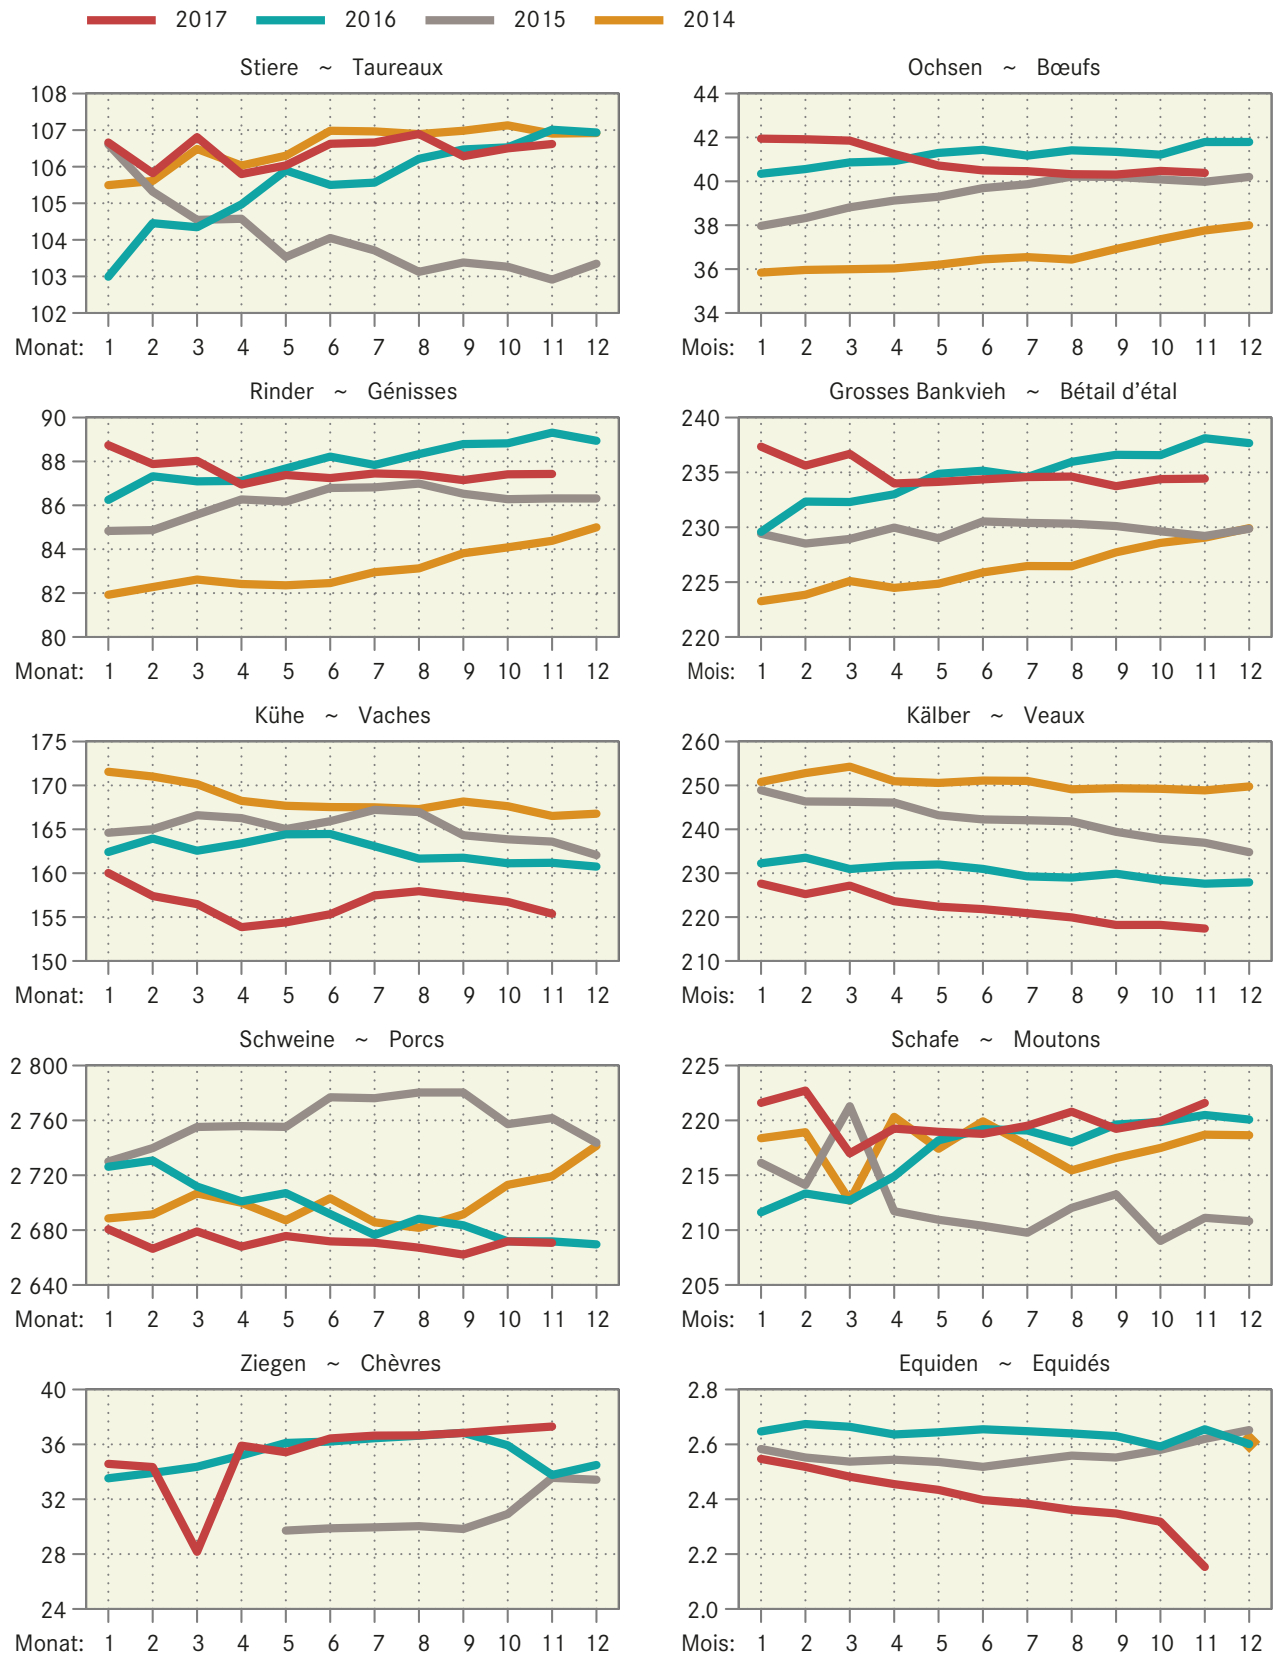 2017 2016 2015 2014
Stiere ~ Taureaux
108
107
106
105
104
103
102
Monat: 1 2 3 4 5 6 7 8 9 10 11 12
Ochsen ~ Bœufs
44
42
40
38
36
34
Mois: 1 2 3 4 5 6 7 8 9 10 11 12
Rinder ~ Génisses
90
88
86
84
82
80
Monat: 1 2 3 4 5 6 7 8 9 10 11 12
Grosses Bankvieh ~ Bétail d’étal
240
235
230
225
220
Mois: 1 2 3 4 5 6 7 8 9 10 11 12
Kühe ~ Vaches
175
170
165
160
155
150
Monat: 1 2 3 4 5 6 7 8 9 10 11 12
Kälber ~ Veaux
260
250
240
230
220
210
Mois: 1 2 3 4 5 6 7 8 9 10 11 12
Schweine ~ Porcs
2 800
2 760
2 720
2 680
2 640
Monat: 1 2 3 4 5 6 7 8 9 10 11 12
Schafe ~ Moutons
225
220
215
210
205
Mois: 1 2 3 4 5 6 7 8 9 10 11 12
Ziegen ~ Chèvres
40
36
32
28
24
Monat: 1 2 3 4 5 6 7 8 9 10 11 12
Equiden ~ Equidés
2.8
2.6
2.4
2.2
2.0
Mois: 1 2 3 4 5 6 7 8 9 10 11 12